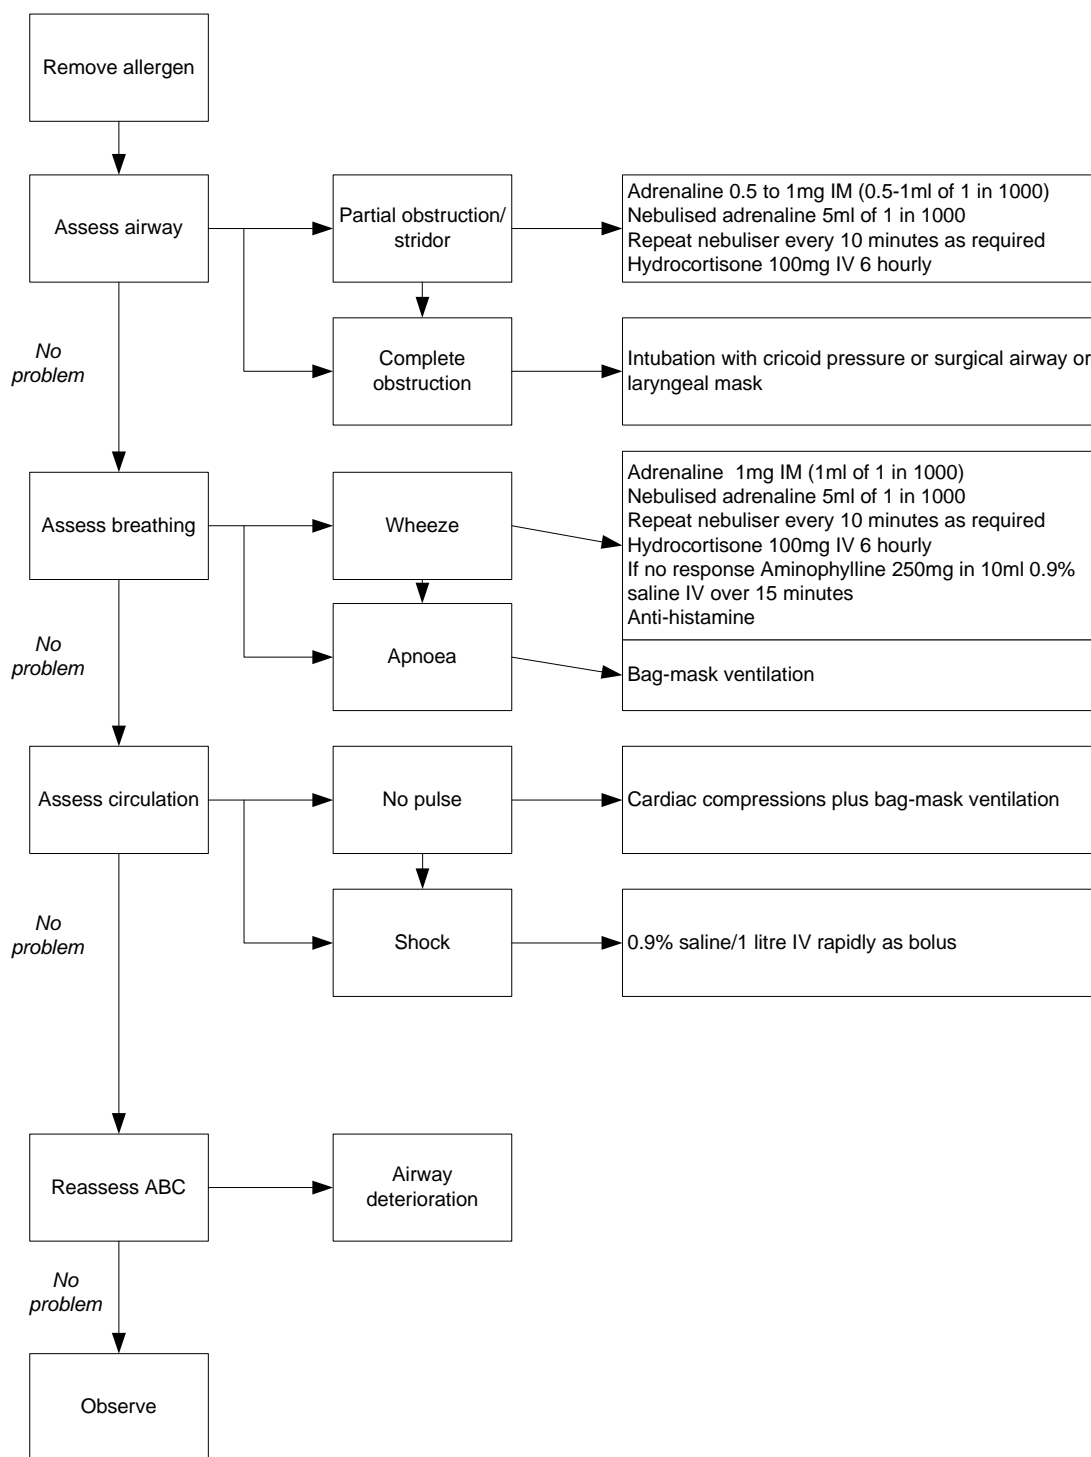 Remove allergen
Assess airway
Partial obstruction/
stridor
Adrenaline 0.5 to 1mg IM (0.5-1ml of 1 in 1000)
Nebulised adrenaline 5ml of 1 in 1000
Repeat nebuliser every 10 minutes as required
Hydrocortisone 100mg IV 6 hourly
No
problem
Complete
obstruction
Intubation with cricoid pressure or surgical airway or
laryngeal mask
Assess breathing
Wheeze
Adrenaline  1mg IM (1ml of 1 in 1000)
Nebulised adrenaline 5ml of 1 in 1000
Repeat nebuliser every 10 minutes as required
Hydrocortisone 100mg IV 6 hourly
If no response Aminophylline 250mg in 10ml 0.9%
saline IV over 15 minutes
Anti-histamine
No
problem
Apnoea
Bag-mask ventilation
Assess circulation
No pulse
Cardiac compressions plus bag-mask ventilation
No
problem
Shock
0.9% saline/1 litre IV rapidly as bolus
Reassess ABC
Airway
deterioration
No
problem
Observe